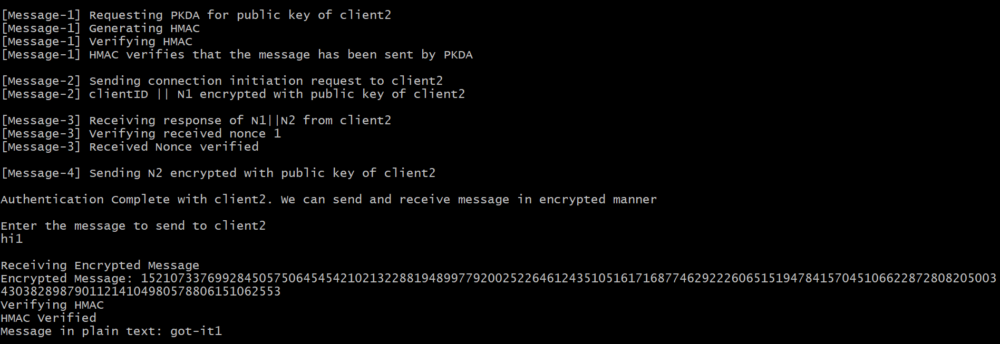 [Message-1] Requesting PKDA for public key of client2
[Message-1] Generating HMAC
[Message-1] Verifying HMAC
[Message-1] HMAC verifies that the message has been sent by PKDA
[Message-2] Sending connection initiation request to client2
[Message-2] clientID || N1 encrypted with public key of client2
[Message-3] Receiving response of N1||N2 from client2
[Message-3] Verifying received nonce 1
[Message-3] Received Nonce verified
[Message-4] Sending N2 encrypted with public key of client2
Authentication Complete with client2. We can send and receive message in encrypted manner
Enter the message to send to client2
hi1
Receiving Encrypted Message
Encrypted Message: 15210733769928450575064545421021322881948997792002522646124351051617168774629222606515194784157045106622872808205003
43038289879011214104980578806151062553
Verifying HMAC
HMAC Verified
Message in plain text: got-it1